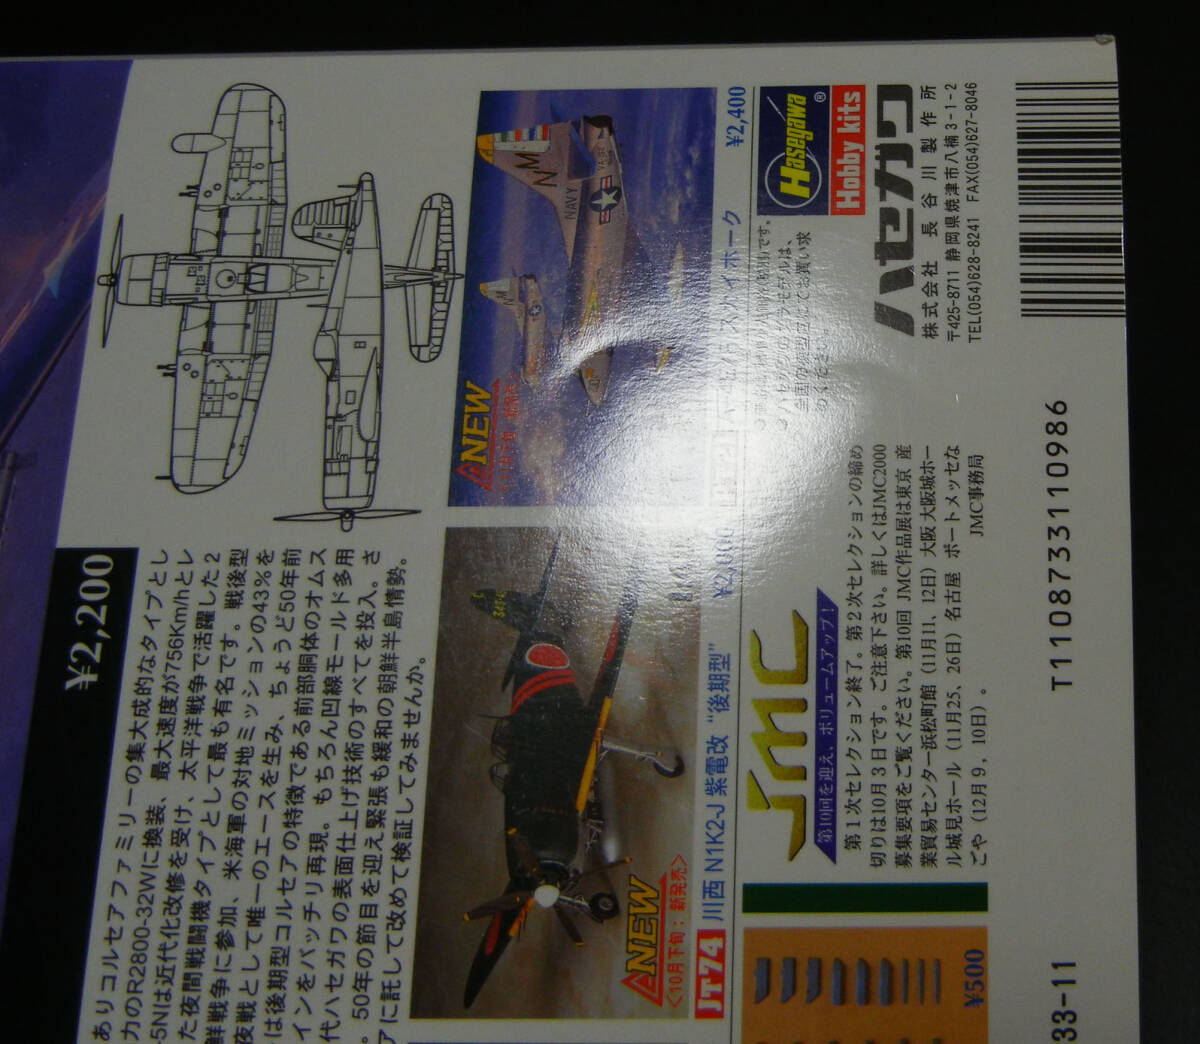 ¥2,200
ありコルセアファミリーの集大成的なタイプとし
力のR2800-32Wに換装、最大速度が756Km/hとレ
5Nは近代化改修を受け、太平洋戦争で活躍した2
た夜間戦闘機タイプとして最も有名です。戦後型
鮮戦争に参加、米海軍の対地ミッションの43%を
夜戦として唯一のエースを生み、ちょうど50年前
は後期型コルセアの特徴である前部胴体のオムス
インをバッチリ再現。もちろん凹線モールド多用
代ハセガワの表面仕上げ技術のすべてを投入。さ
。50年の節目を迎え緊張も緩和の朝鮮半島情勢。
アに託して改めて検証してみませんか。
NAVY
NM
NEW
スカイホーク
¥2,400
NEW
<10月下旬：新発売>
JT74 川西 N1K2-J 紫電改 “後期型”
¥2,000
Hasegawa
®
Hobby kits
ハセガワ
株式会社 長谷川製作所
〒425-8711 静岡県焼津市八楠3-1-2
TEL(054)628-8241 FAX(054)627-8046
JMC
第10回を迎え、ボリュームアップ！
第1次セレクション終了。第2次セレクションの締め
切りは10月3日です。ご注意下さい。詳しくはJMC2000
募集要項をご覧ください。第10回 JMC作品展は東京 産
業貿易センター浜松町館（11月11、12日）大阪 大阪城ホー
ル城見ホール（11月25、26日）名古屋 ポートメッセな
ごや（12月9、10日）。
JMC事務局
¥500
T1108733110986
33-11